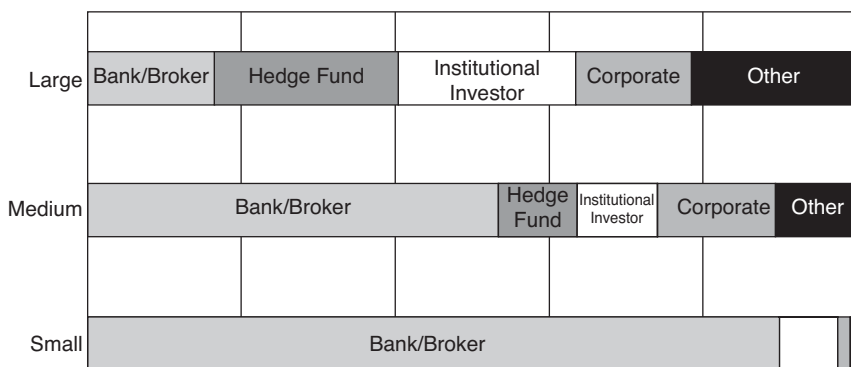 Large
Bank/Broker
Hedge Fund
Institutional
Investor
Corporate
Other
Medium
Bank/Broker
Hedge
Fund
Institutional
Investor
Corporate
Other
Small
Bank/Broker